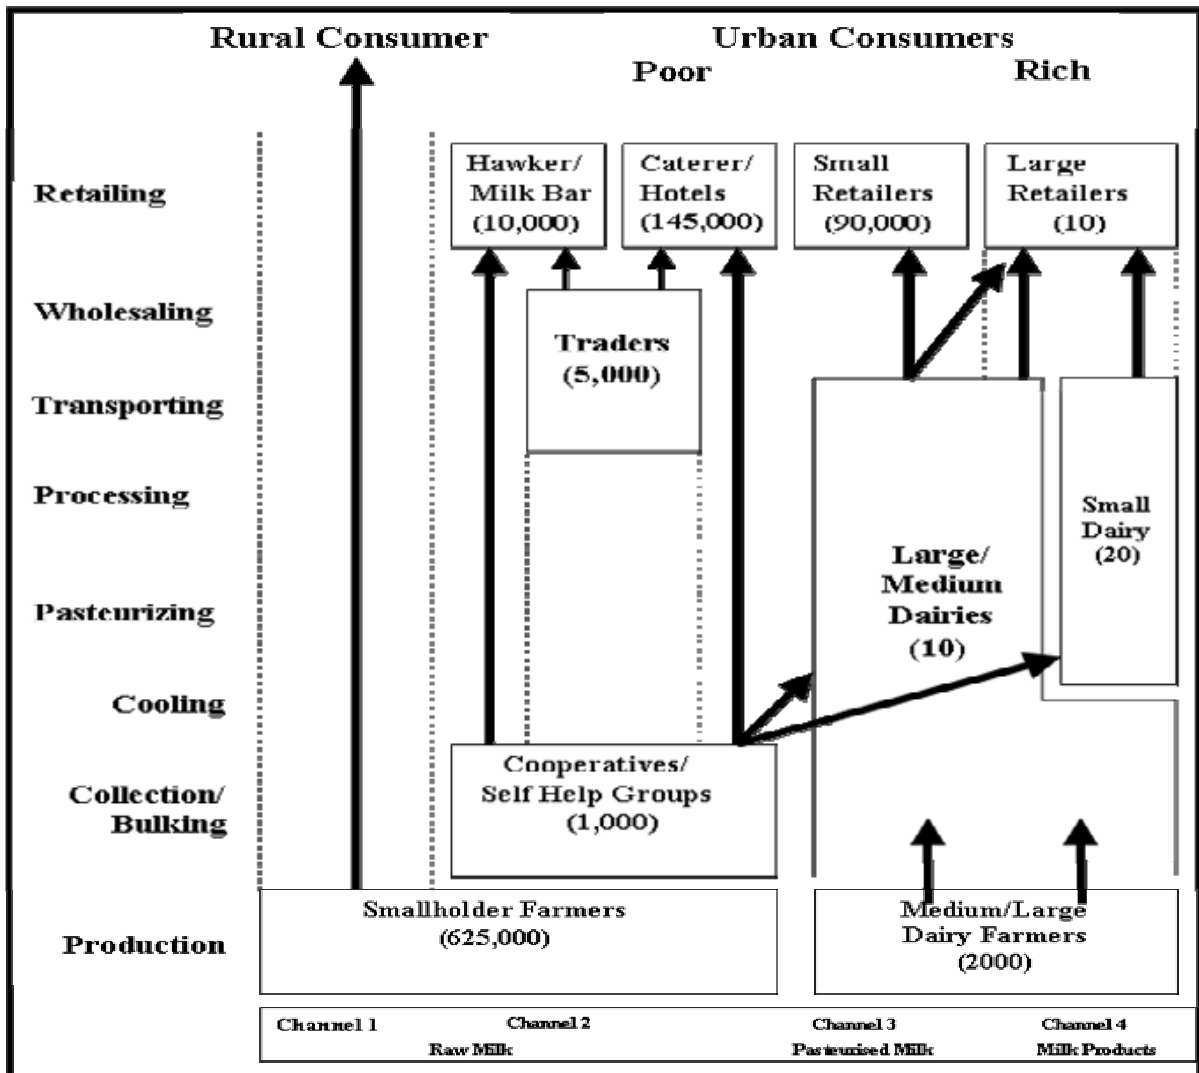 Rural Consumer
Urban Consumers
Poor
Rich
Retailing
Hawker/
Milk Bar
(10,000)
Caterer/
Hotels
(145,000)
Small
Retailers
(90,000)
Large
Retailers
(10)
Wholesaling
Traders
(5,000)
Transporting
Processing
Small
Dairy
(20)
Large/
Medium
Dairies
(10)
Pasteurizing
Cooling
Cooperatives/
Self Help Groups
(1,000)
Collection/
Bulking
Smallholder Farmers
(625,000)
Medium/Large
Dairy Farmers
(2000)
Production
Channel 1
Channel 2
Channel 3
Channel 4
Raw Milk
Pasteurised Milk
Milk Products